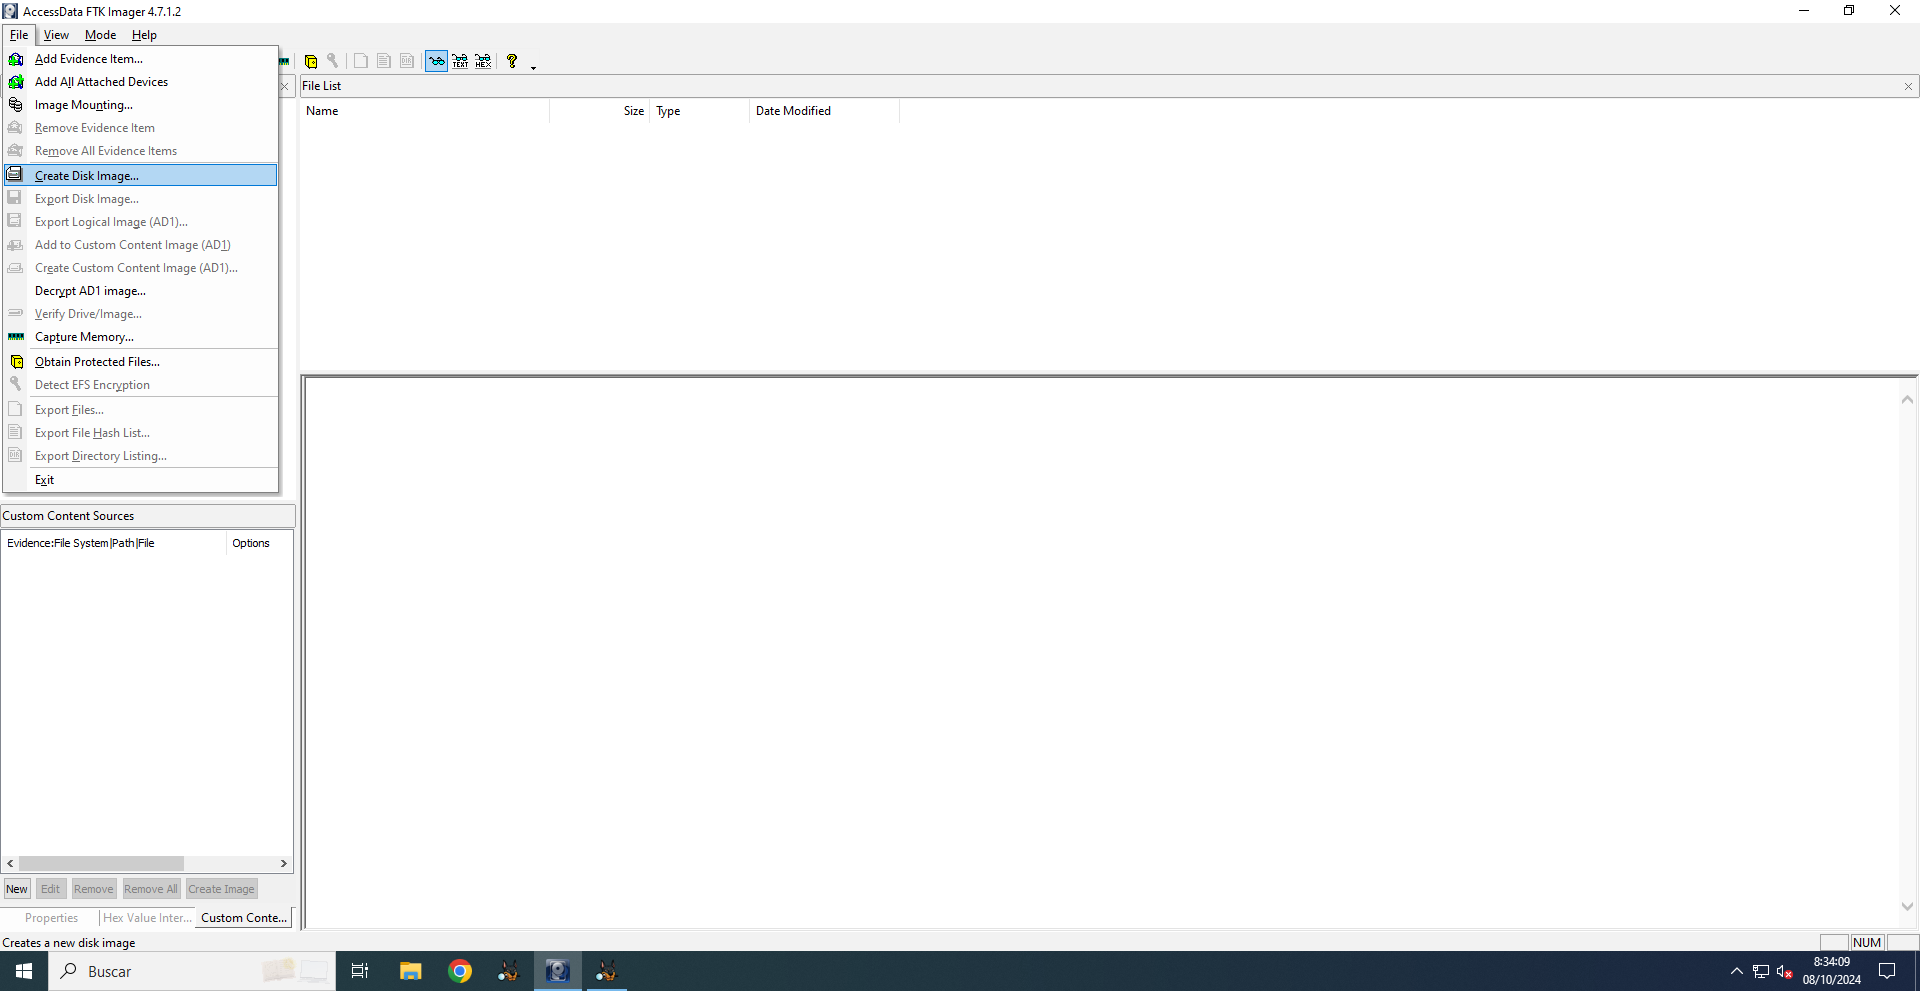 AccessData FTK Imager 4.7.1.2
File View Mode Help
Add Evidence Item...
Add All Attached Devices
Image Mounting...
Remove Evidence Item
Remove All Evidence Items
Create Disk Image...
Export Disk Image...
Export Logical Image (AD1)...
Add to Custom Content Image (AD1)
Create Custom Content Image (AD1)...
Decrypt AD1 image...
Verify Drive/Image...
Capture Memory...
Obtain Protected Files...
Detect EFS Encryption
Export Files...
Export File Hash List...
Export Directory Listing...
Exit
TEXT HEX
File List
Name Size Type Date Modified
Custom Content Sources
Evidence:File System|Path|File Options
New Edit Remove Remove All Create Image
Properties Hex Value Inter... Custom Conte...
Creates a new disk image
NUM
Buscar
8:34:09
08/10/2024